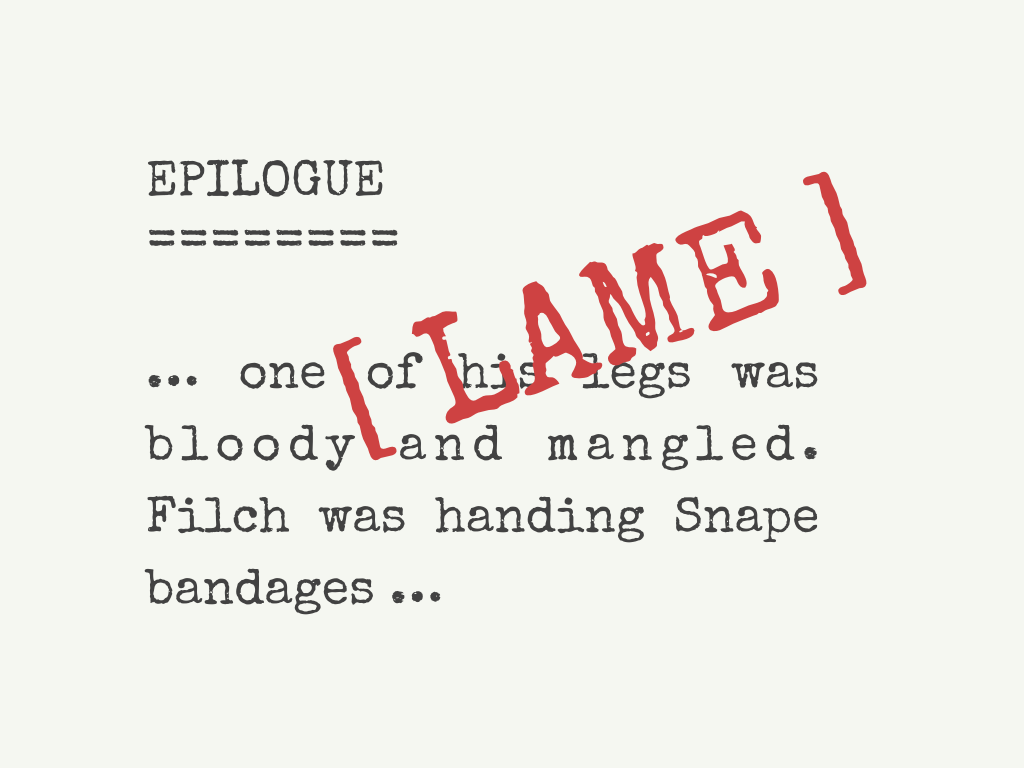 EPILOGUE
========
[ LAME ]
... one of his legs was
bloody and mangled.
Filch was handing Snape
bandages ...